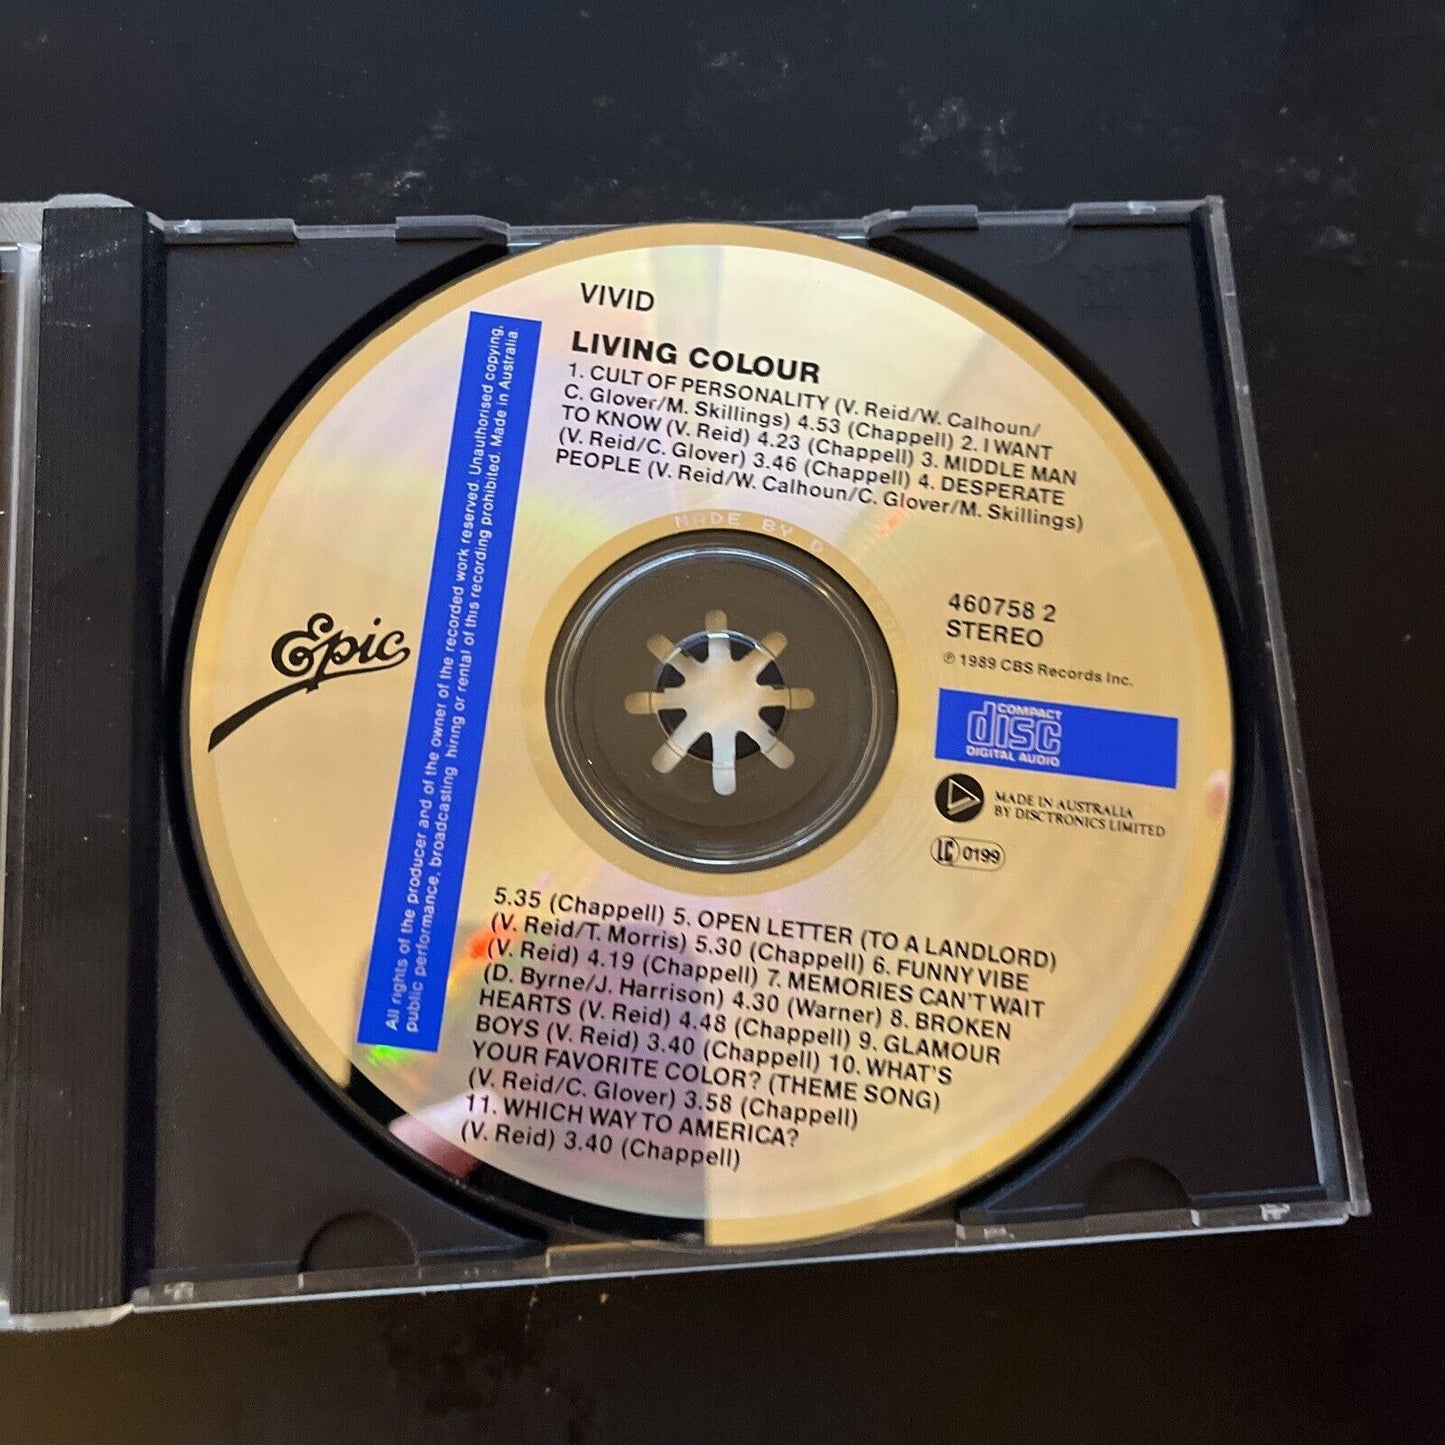 VIVID
LIVING COLOUR
1. CULT OF PERSONALITY (V. Reid/W. Calhoun/
C. Glover/M. Skillings) 4.53 (Chappell) 2. I WANT
TO KNOW (V. Reid) 4.23 (Chappell) 3. MIDDLE MAN
(V. Reid/C. Glover) 3.46 (Chappell) 4. DESPERATE
PEOPLE (V. Reid/W. Calhoun/C. Glover/M. Skillings)
MADE BY
All rights of the producer and of the owner of the recorded work reserved. Unauthorised copying,
public performance, broadcasting hiring or rental of this recording prohibited. Made in Australia.
Epic
460758 2
STEREO
℗ 1989 CBS Records Inc.
COMPACT
disc
DIGITAL AUDIO
MADE IN AUSTRALIA
BY DISCTRONICS LIMITED
LC 0199
5.35 (Chappell) 5. OPEN LETTER (TO A LANDLORD)
(V. Reid/T. Morris) 5.30 (Chappell) 6. FUNNY VIBE
(V. Reid) 4.19 (Chappell) 7. MEMORIES CAN'T WAIT
(D. Byrne/J. Harrison) 4.30 (Warner) 8. BROKEN
HEARTS (V. Reid) 4.48 (Chappell) 9. GLAMOUR
BOYS (V. Reid) 3.40 (Chappell) 10. WHAT'S
YOUR FAVORITE COLOR? (THEME SONG)
(V. Reid/C. Glover) 3.58 (Chappell)
11. WHICH WAY TO AMERICA?
(V. Reid) 3.40 (Chappell)